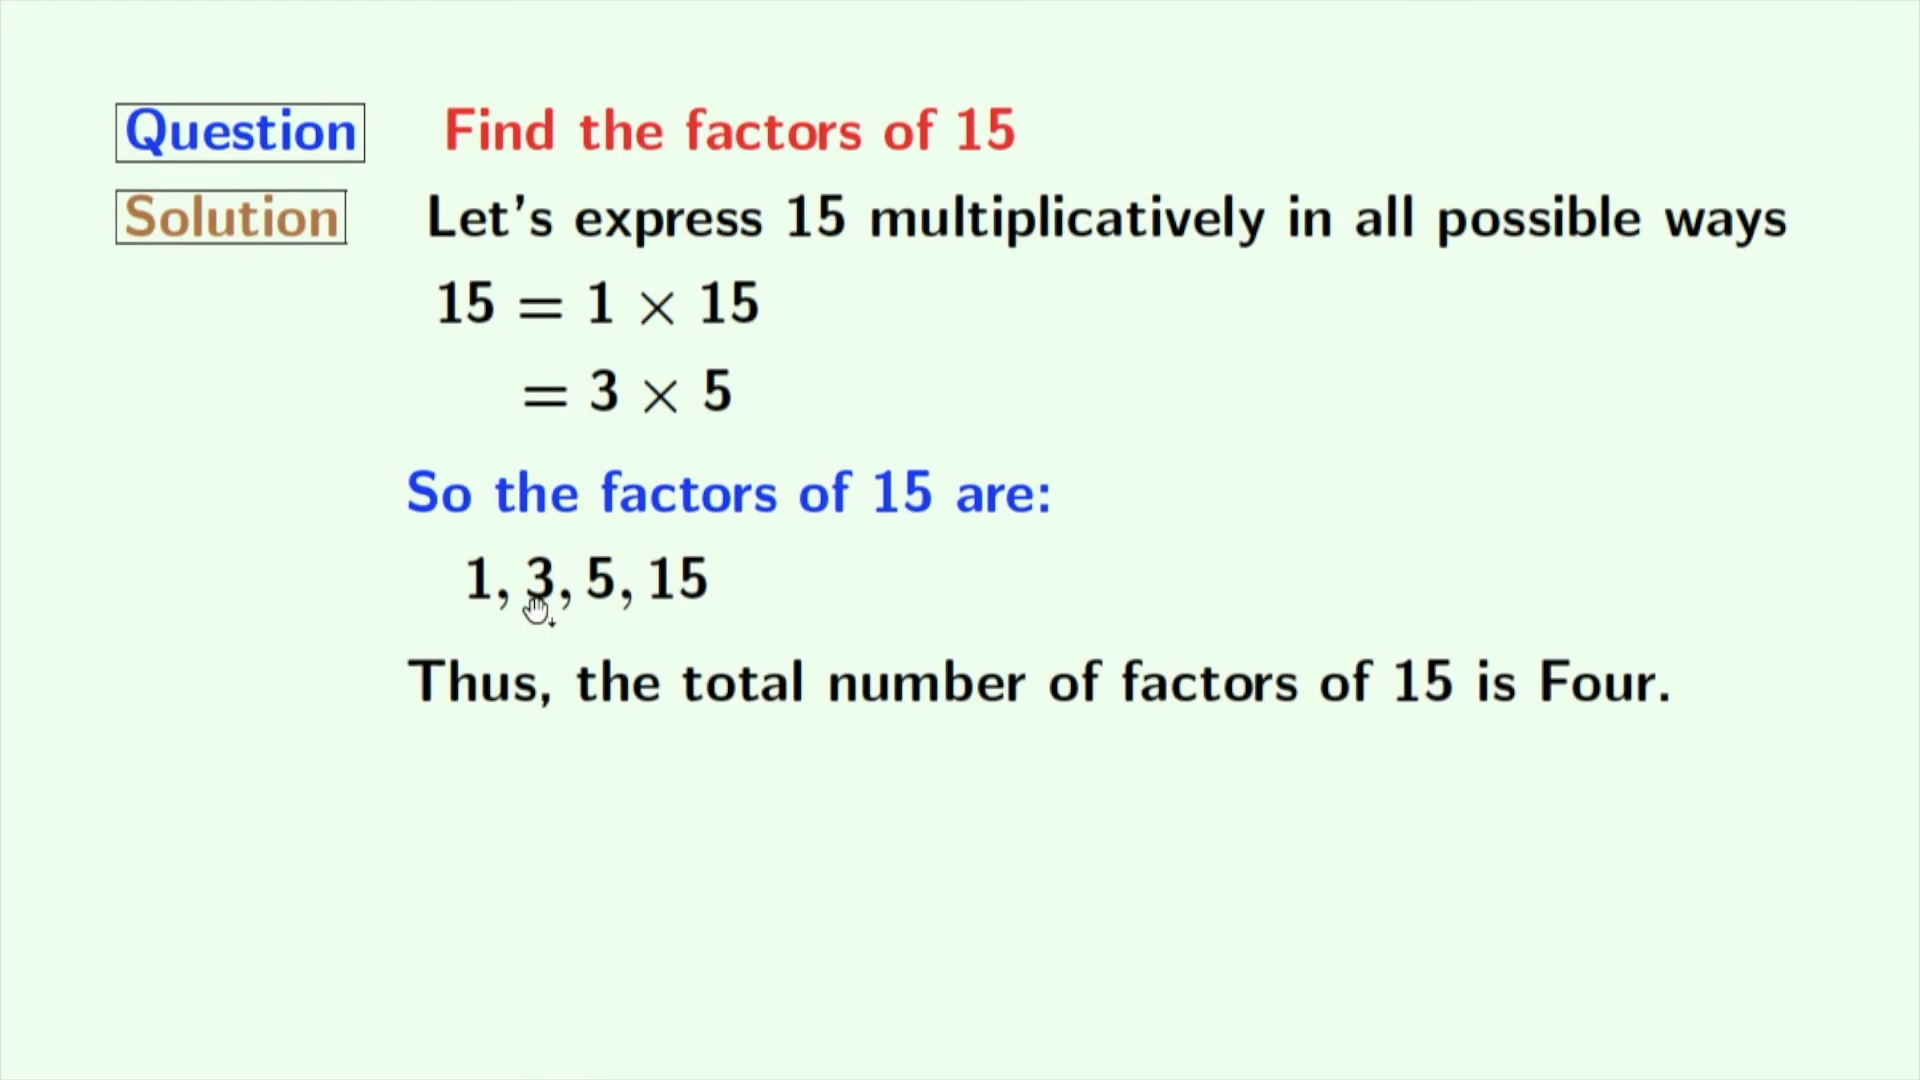 Question Find the factors of 15
Solution Let's express 15 multiplicatively in all possible ways
15 = 1 × 15
= 3 × 5
So the factors of 15 are:
1, 3, 5, 15
Thus, the total number of factors of 15 is Four.